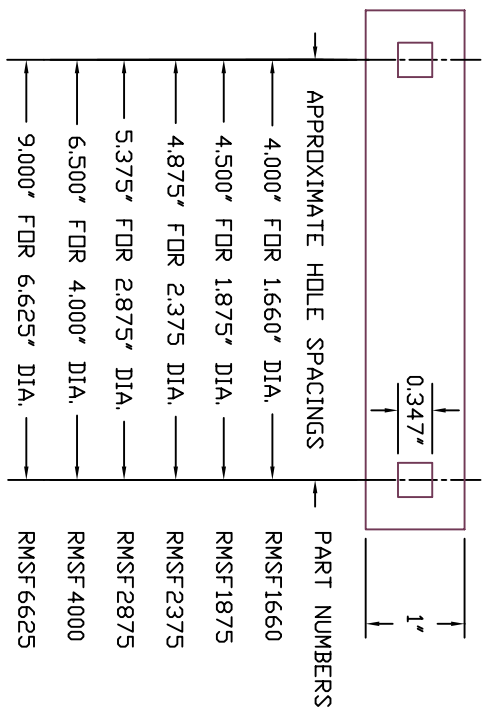 1"
0.347"
APPROXIMATE HOLE SPACINGS PART NUMBERS
4.000" FOR 1.660" DIA. RMSF1660
4.500" FOR 1.875" DIA. RMSF1875
4.875" FOR 2.375 DIA. RMSF2375
5.375" FOR 2.875" DIA. RMSF2875
6.500" FOR 4.000" DIA. RMSF4000
9.000" FOR 6.625" DIA. RMSF6625